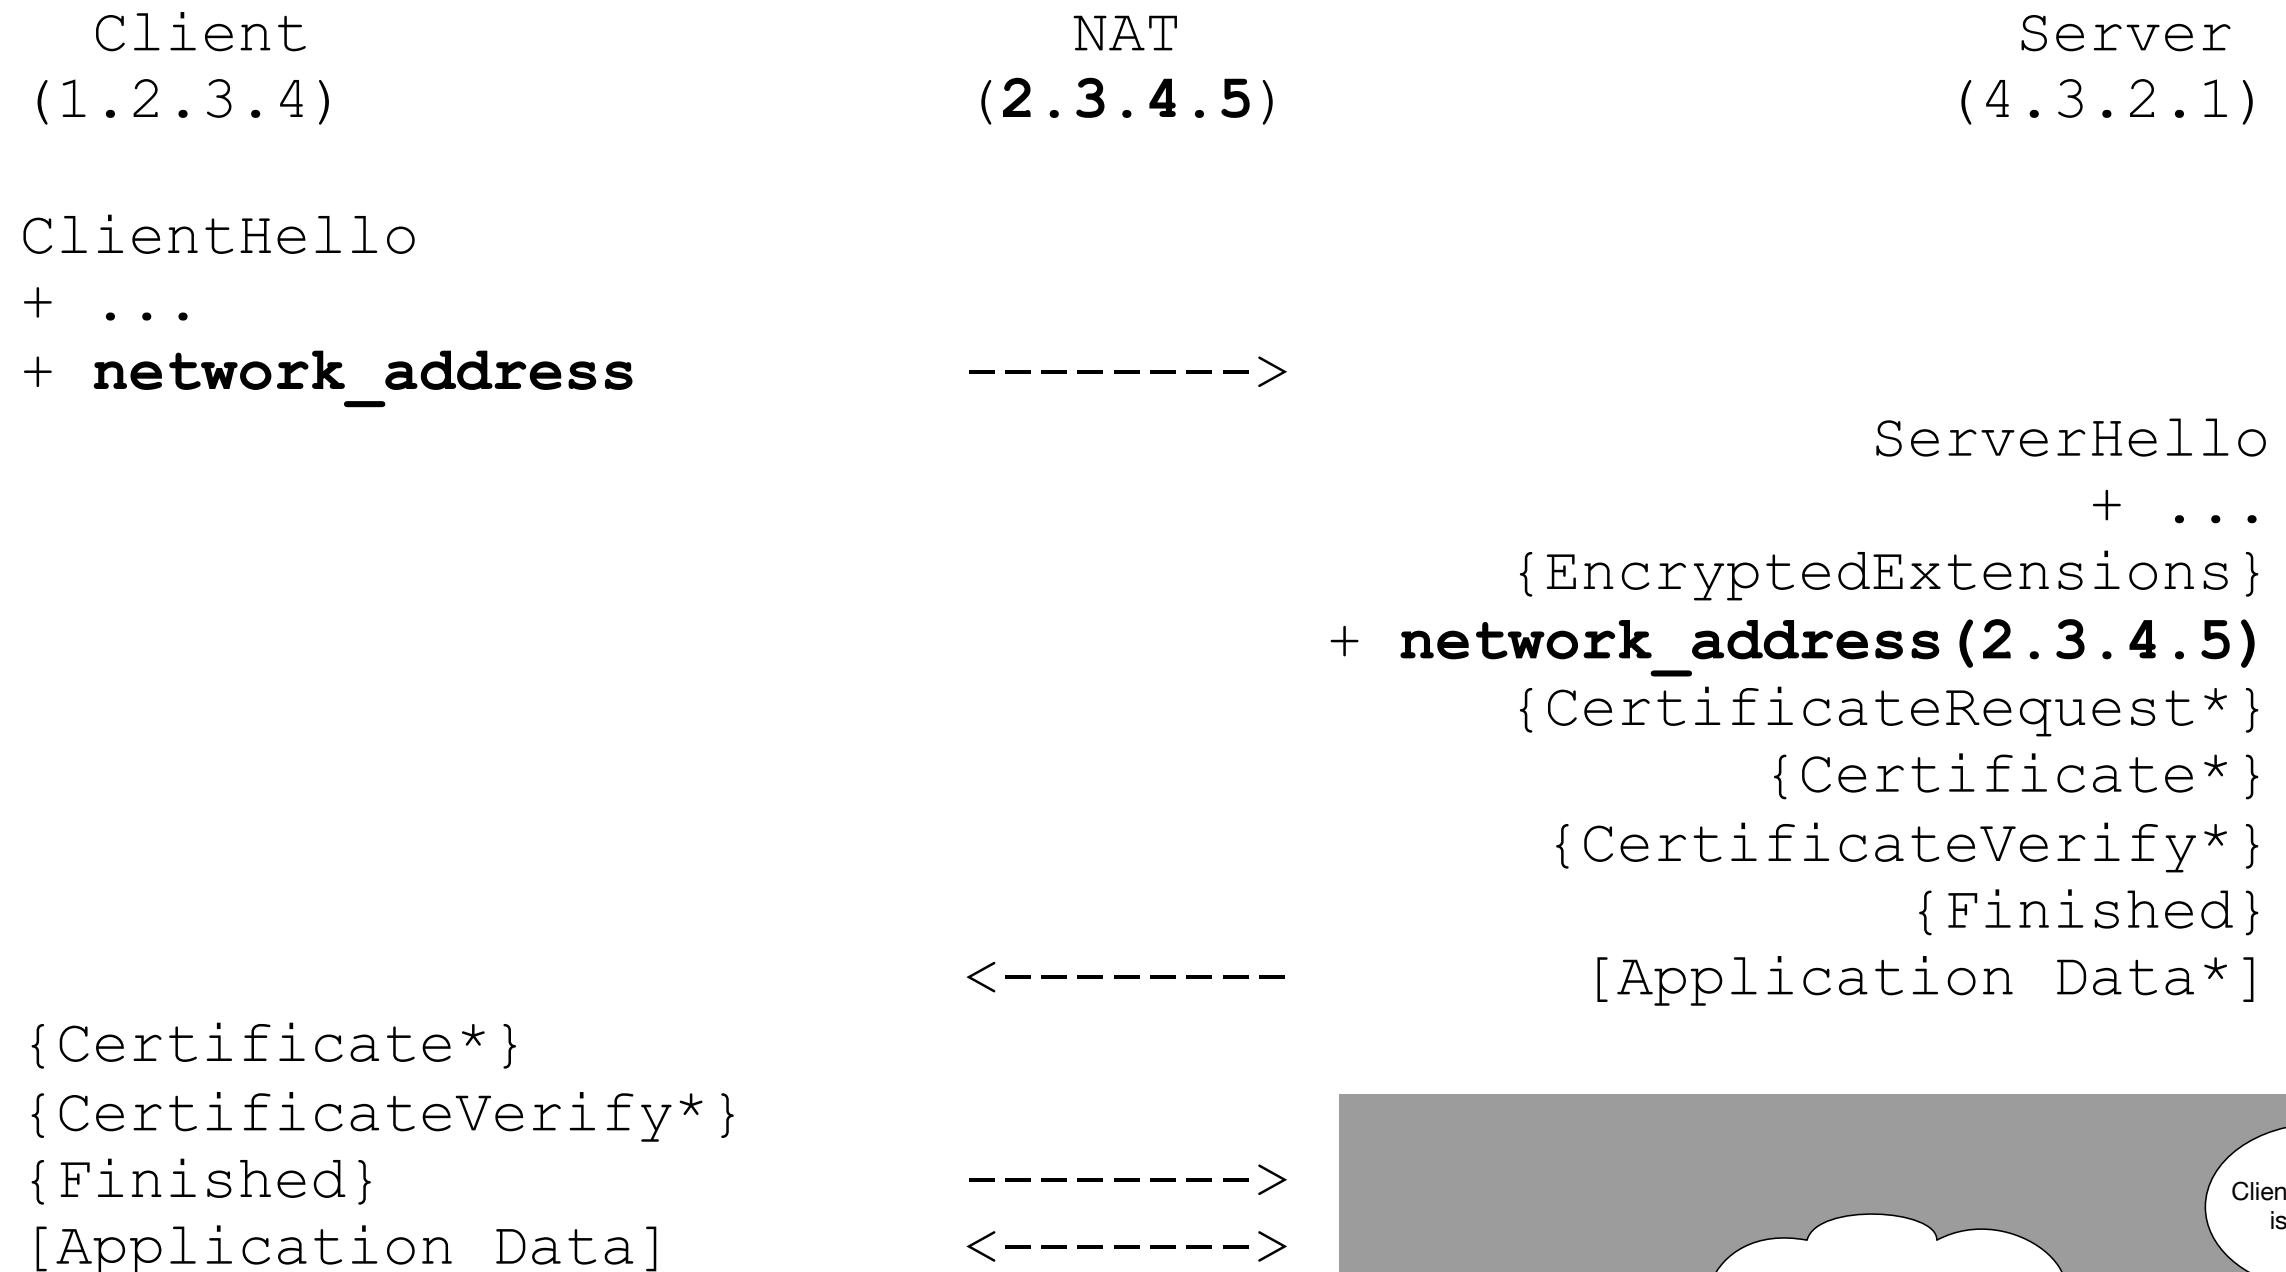 Client NAT Server
(1.2.3.4) (2.3.4.5) (4.3.2.1)
ClientHello
+ ...
+ network_address -------->
ServerHello
+ ...
{EncryptedExtensions}
+ network_address(2.3.4.5)
{CertificateRequest*}
{Certificate*}
{CertificateVerify*}
{Finished}
<-------- [Application Data*]
{Certificate*}
{CertificateVerify*}
{Finished} -------->
[Application Data] <------->
is